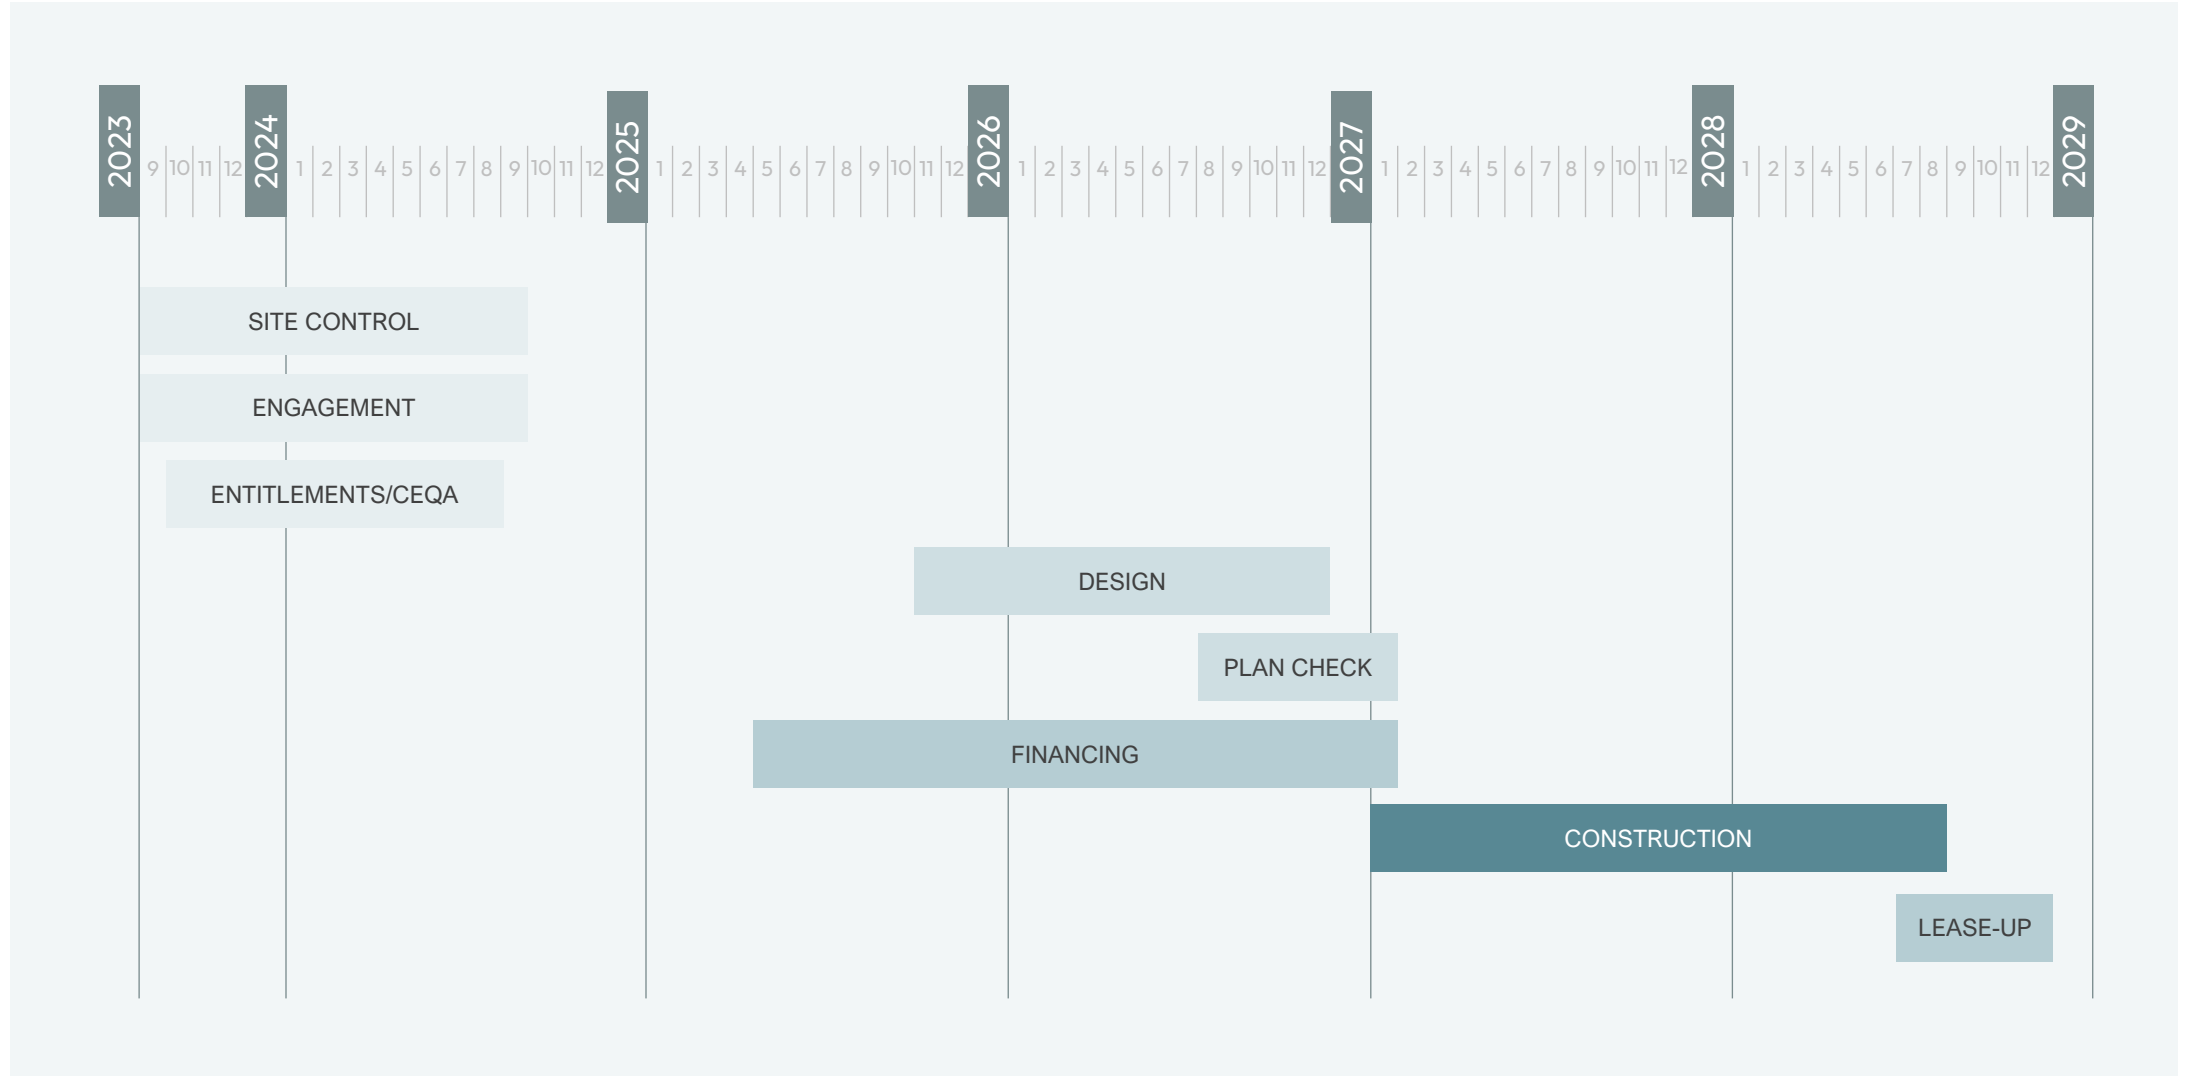 2023 9 10 11 12 2024 1 2 3 4 5 6 7 8 9 10 11 12 2025 1 2 3 4 5 6 7 8 9 10 11 12 2026 1 2 3 4 5 6 7 8 9 10 11 12 2027 1 2 3 4 5 6 7 8 9 10 11 12 2028 1 2 3 4 5 6 7 8 9 10 11 12 2029
SITE CONTROL
ENGAGEMENT
ENTITLEMENTS/CEQA
DESIGN
PLAN CHECK
FINANCING
CONSTRUCTION
LEASE-UP